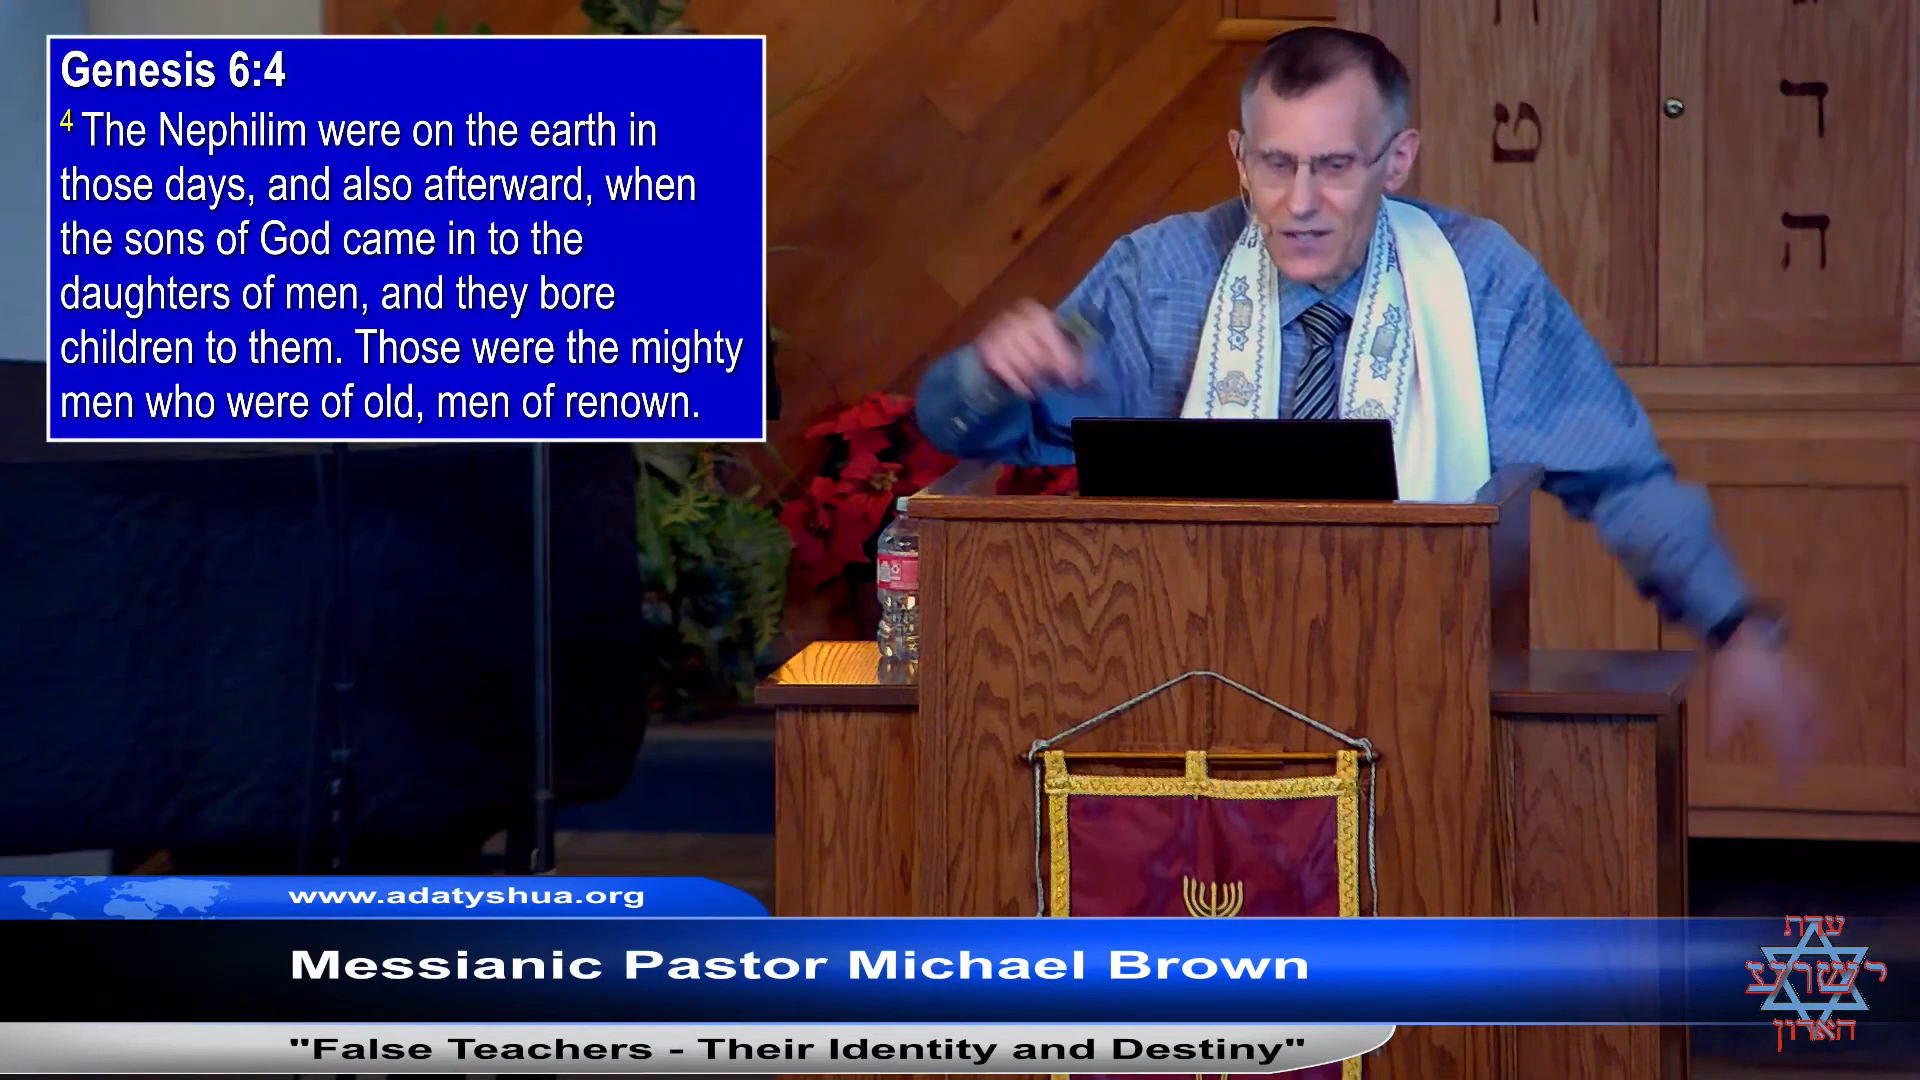 Genesis 6:4
4 The Nephilim were on the earth in
those days, and also afterward, when
the sons of God came in to the
daughters of men, and they bore
children to them. Those were the mighty
men who were of old, men of renown.
ט
ד
ה
www.adatyshua.org
Messianic Pastor Michael Brown
"False Teachers - Their Identity and Destiny"
עדת
ישוע
האדון